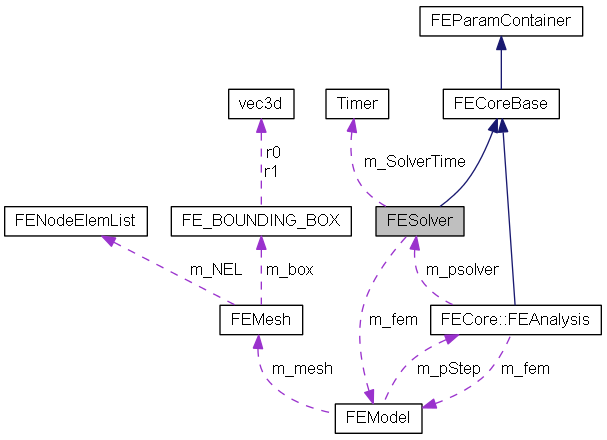 FEParamContainer
vec3d
Timer
FECoreBase
r0
r1
m_SolverTime
FENodeElemList
FE_BOUNDING_BOX
FESolver
m_NEL
m_box
m_psolver
FEMesh
m_fem
FECore::FEAnalysis
m_mesh
m_pStep
m_fem
FEModel